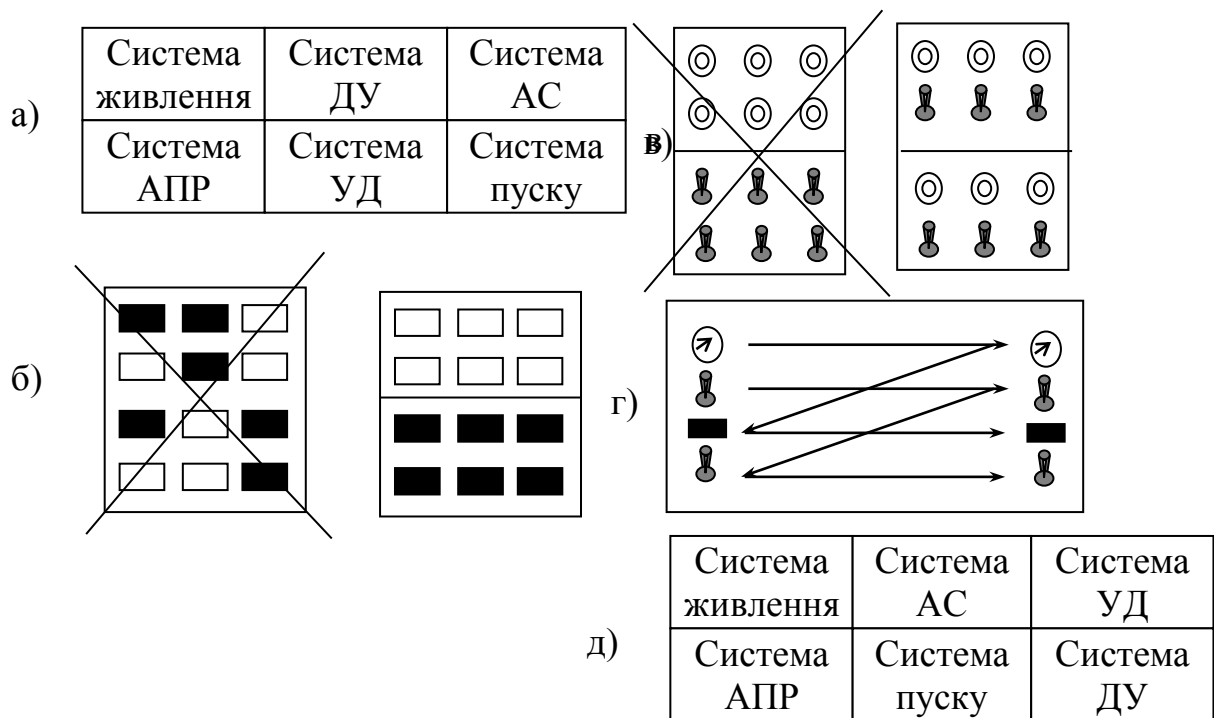 а)
Система живлення
Система ДУ
Система АС
Система АПР
Система УД
Система пуску
в)
б)
г)
д)
Система живлення
Система АС
Система УД
Система АПР
Система пуску
Система ДУ